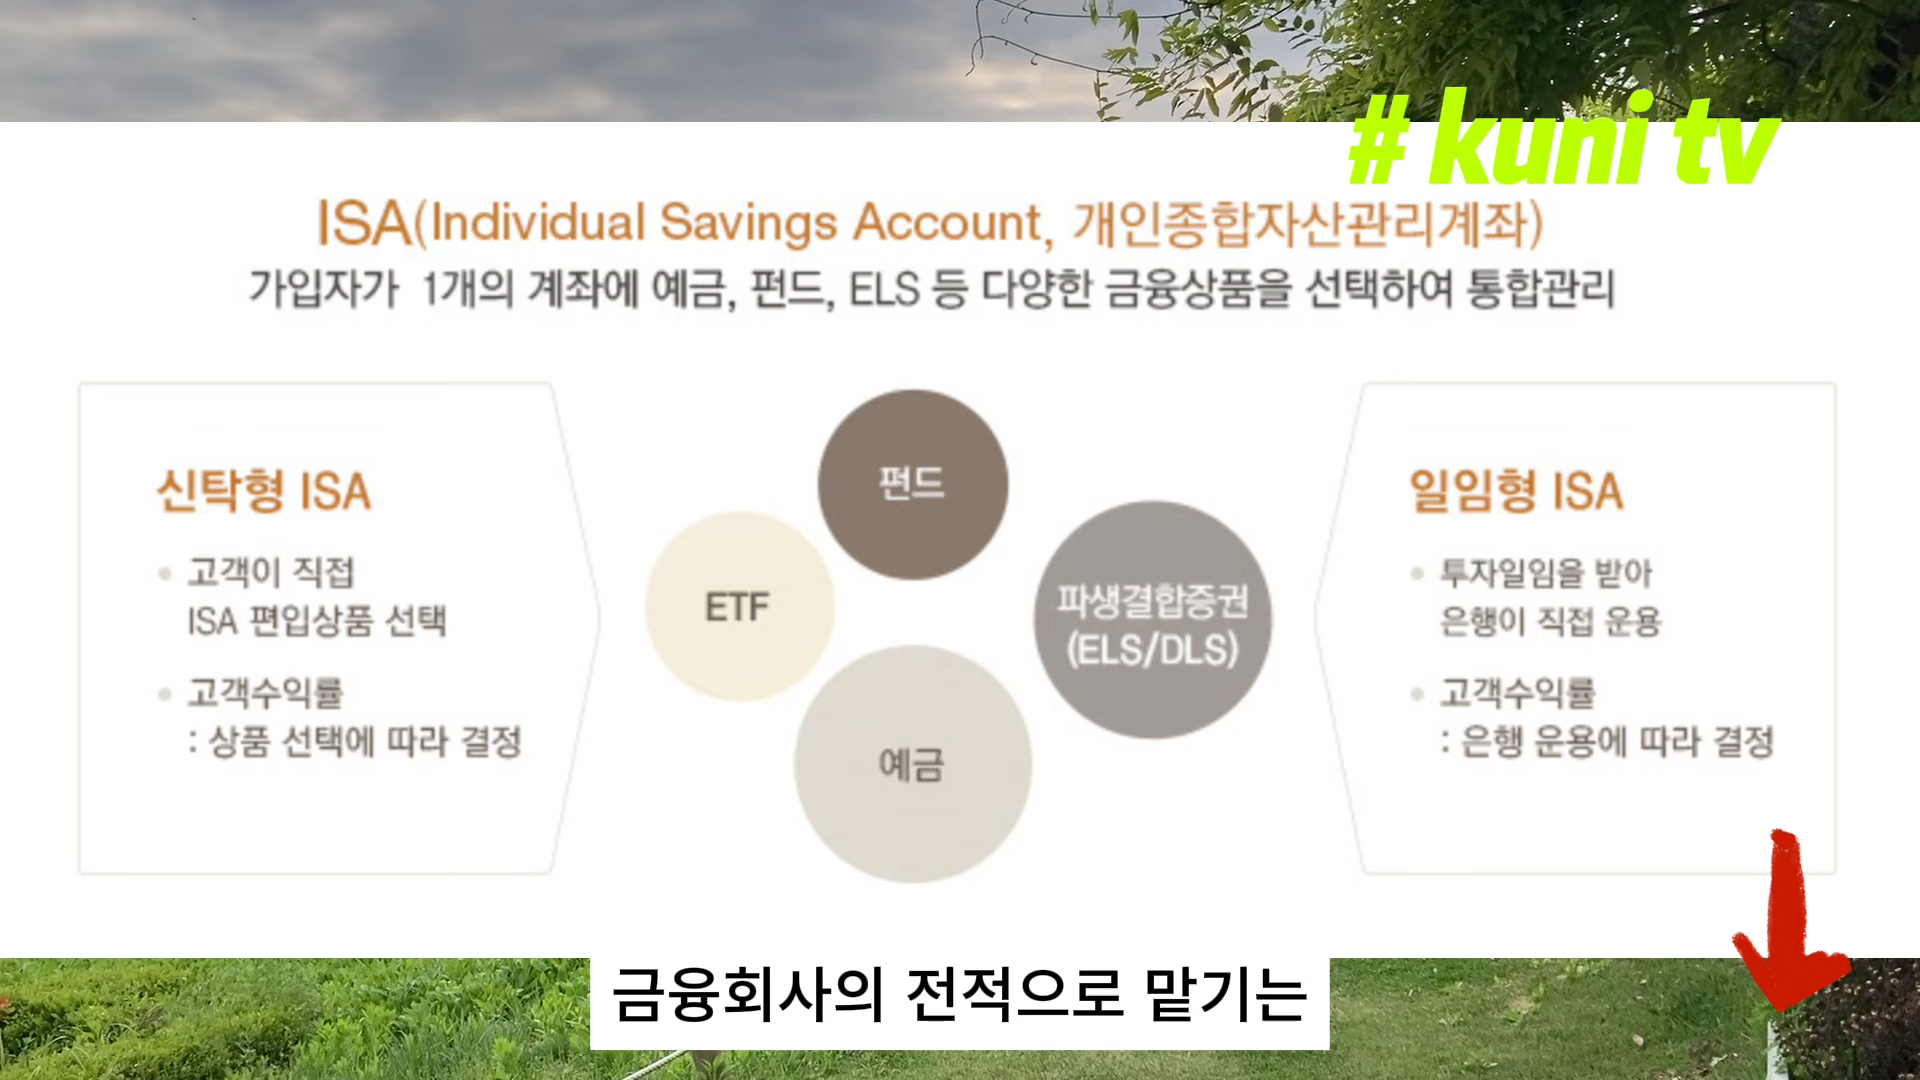 # kuni tv
ISA(Individual Savings Account, 개인종합자산관리계좌)
가입자가 1개의 계좌에 예금, 펀드, ELS 등 다양한 금융상품을 선택하여 통합관리
신탁형 ISA
고객이 직접
ISA 편입상품 선택
고객수익률
: 상품 선택에 따라 결정
펀드
ETF
파생결합증권
(ELS/DLS)
예금
일임형 ISA
투자일임을 받아
은행이 직접 운용
고객수익률
: 은행 운용에 따라 결정
금융회사의 전적으로 맡기는